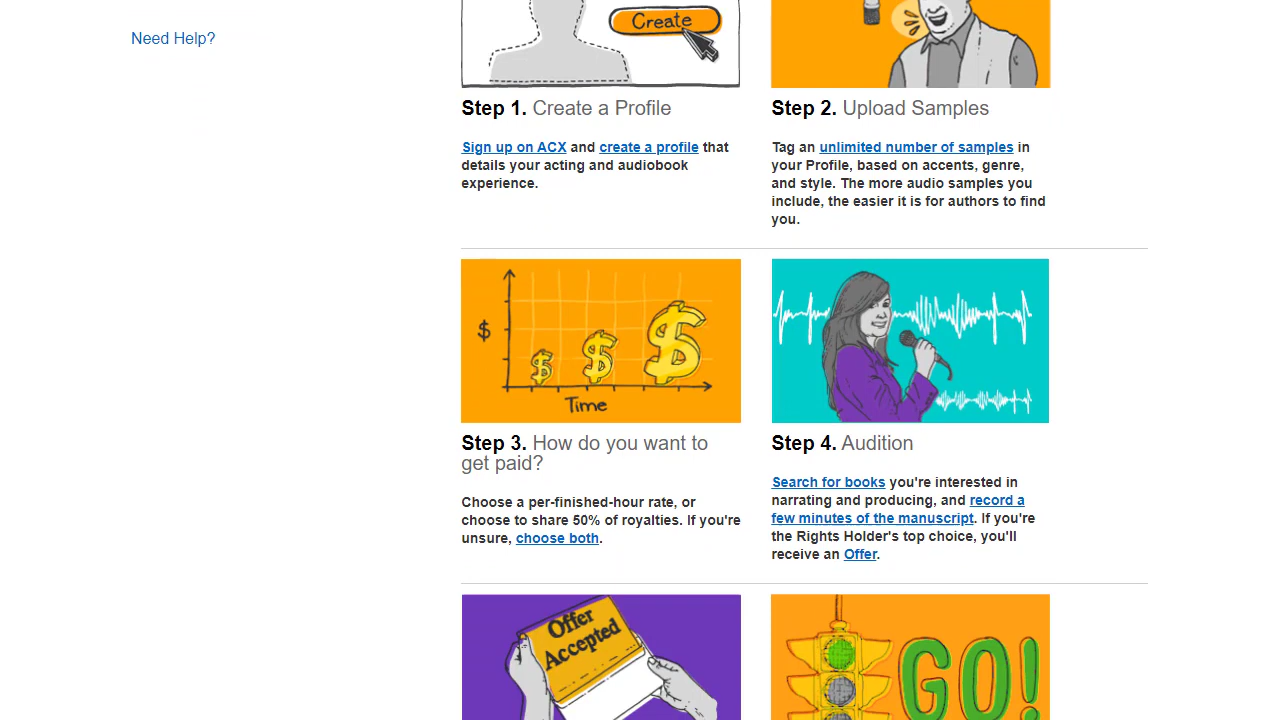 Need Help?
Create
Step 1. Create a Profile
Sign up on ACX and create a profile that
details your acting and audiobook
experience.
Step 2. Upload Samples
Tag an unlimited number of samples in
your Profile, based on accents, genre,
and style. The more audio samples you
include, the easier it is for authors to find
you.
$
$ $ $
Time
Step 3. How do you want to
get paid?
Choose a per-finished-hour rate, or
choose to share 50% of royalties. If you're
unsure, choose both.
Step 4. Audition
Search for books you're interested in
narrating and producing, and record a
few minutes of the manuscript. If you're
the Rights Holder's top choice, you'll
receive an Offer.
Offer
Accepted
GO!